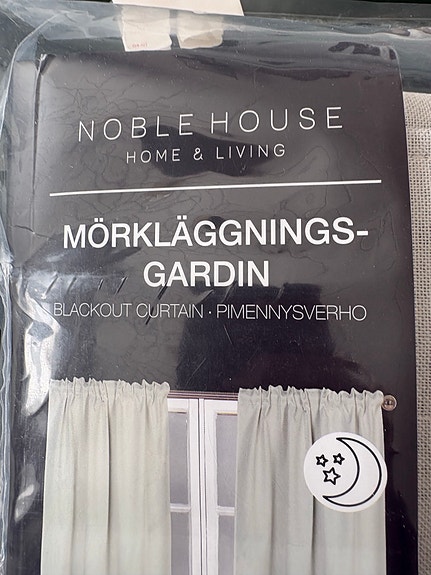 NOBLE HOUSE
HOME & LIVING
MÖRKLÄGGNINGS-
GARDIN
BLACKOUT CURTAIN · PIMENNYSVERHO